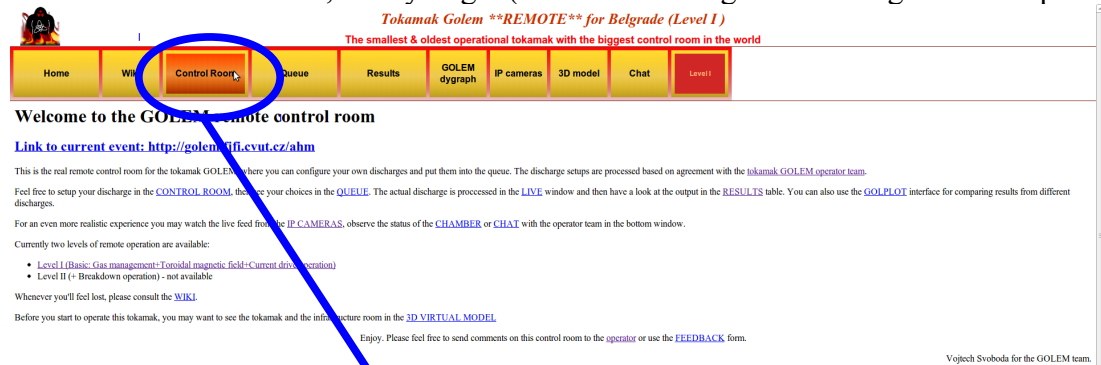 Tokamak Golem **REMOTE** for Belgrade (Level I )
The smallest & oldest operational tokamak with the biggest control room in the world
Home Wiki Control Room Queue Results GOLEM dygraph IP cameras 3D model Chat Level I
Welcome to the GOLEM remote control room
Link to current event: http://golem.fjfi.cvut.cz/ahm
This is the real remote control room for the tokamak GOLEM, where you can configure your own discharges and put them into the queue. The discharge setups are processed based on agreement with the tokamak GOLEM operator team.
Feel free to setup your discharge in the CONTROL ROOM, then see your choices in the QUEUE. The actual discharge is proccessed in the LIVE window and then have a look at the output in the RESULTS table. You can also use the GOLPLOT interface for comparing results from different
discharges.
For an even more realistic experience you may watch the live feed from the IP CAMERAS, observe the status of the CHAMBER or CHAT with the operator team in the bottom window.
Currently two levels of remote operation are available:
Level I (Basic: Gas management+Toroidal magnetic field+Current drive operation)
Level II (+ Breakdown operation) - not available
Whenever you'll feel lost, please consult the WIKI.
Before you start to operate this tokamak, you may want to see the tokamak and the infrastructure room in the 3D VIRTUAL MODEL
Enjoy. Please feel free to send comments on this control room to the operator or use the FEEDBACK form.
Vojtech Svoboda for the GOLEM team.